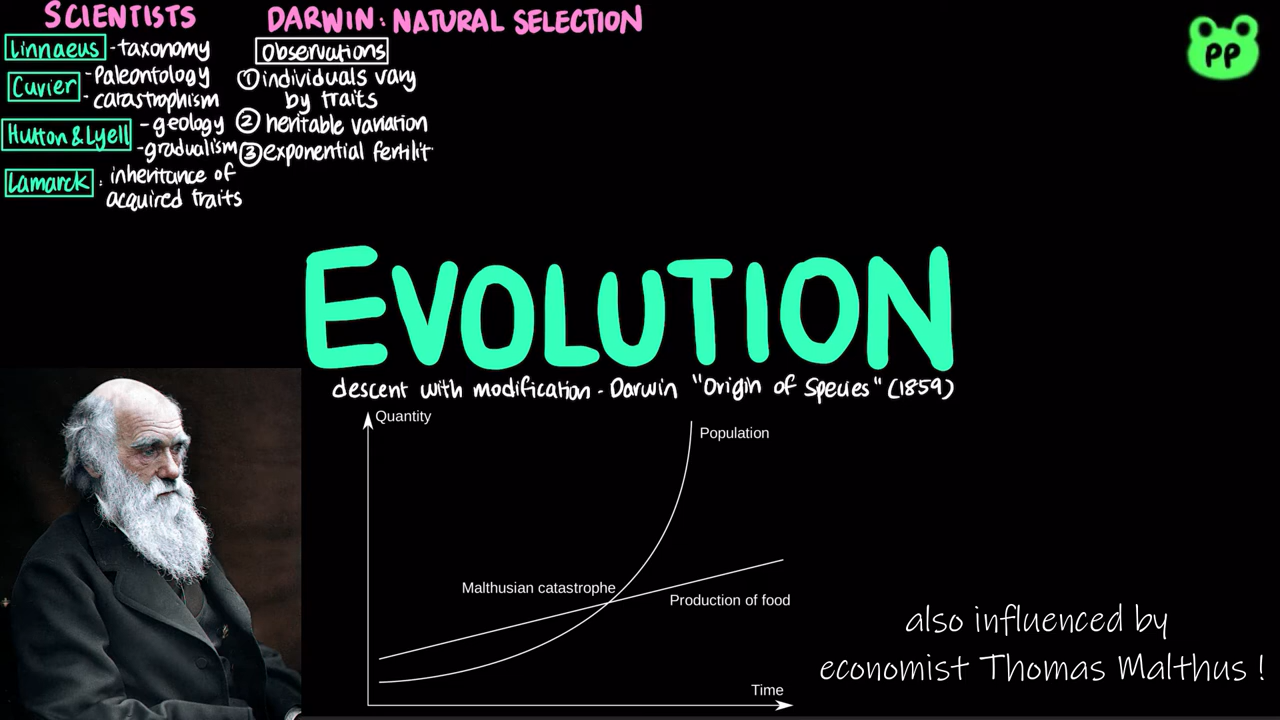 SCIENTISTS
Linnaeus - taxonomy
Cuvier - Paleontology
- catastrophism
Hutton & Lyell - geology
- gradualism
Lamarck : inheritance of
acquired traits
DARWIN: NATURAL SELECTION
Observations
① individuals vary
by traits
② heritable variation
③ exponential fertilit
PP
EVOLUTION
descent with modification - Darwin "Origin of Species" (1859)
Quantity
Population
Malthusian catastrophe
Production of food
Time
also influenced by
economist Thomas Malthus !